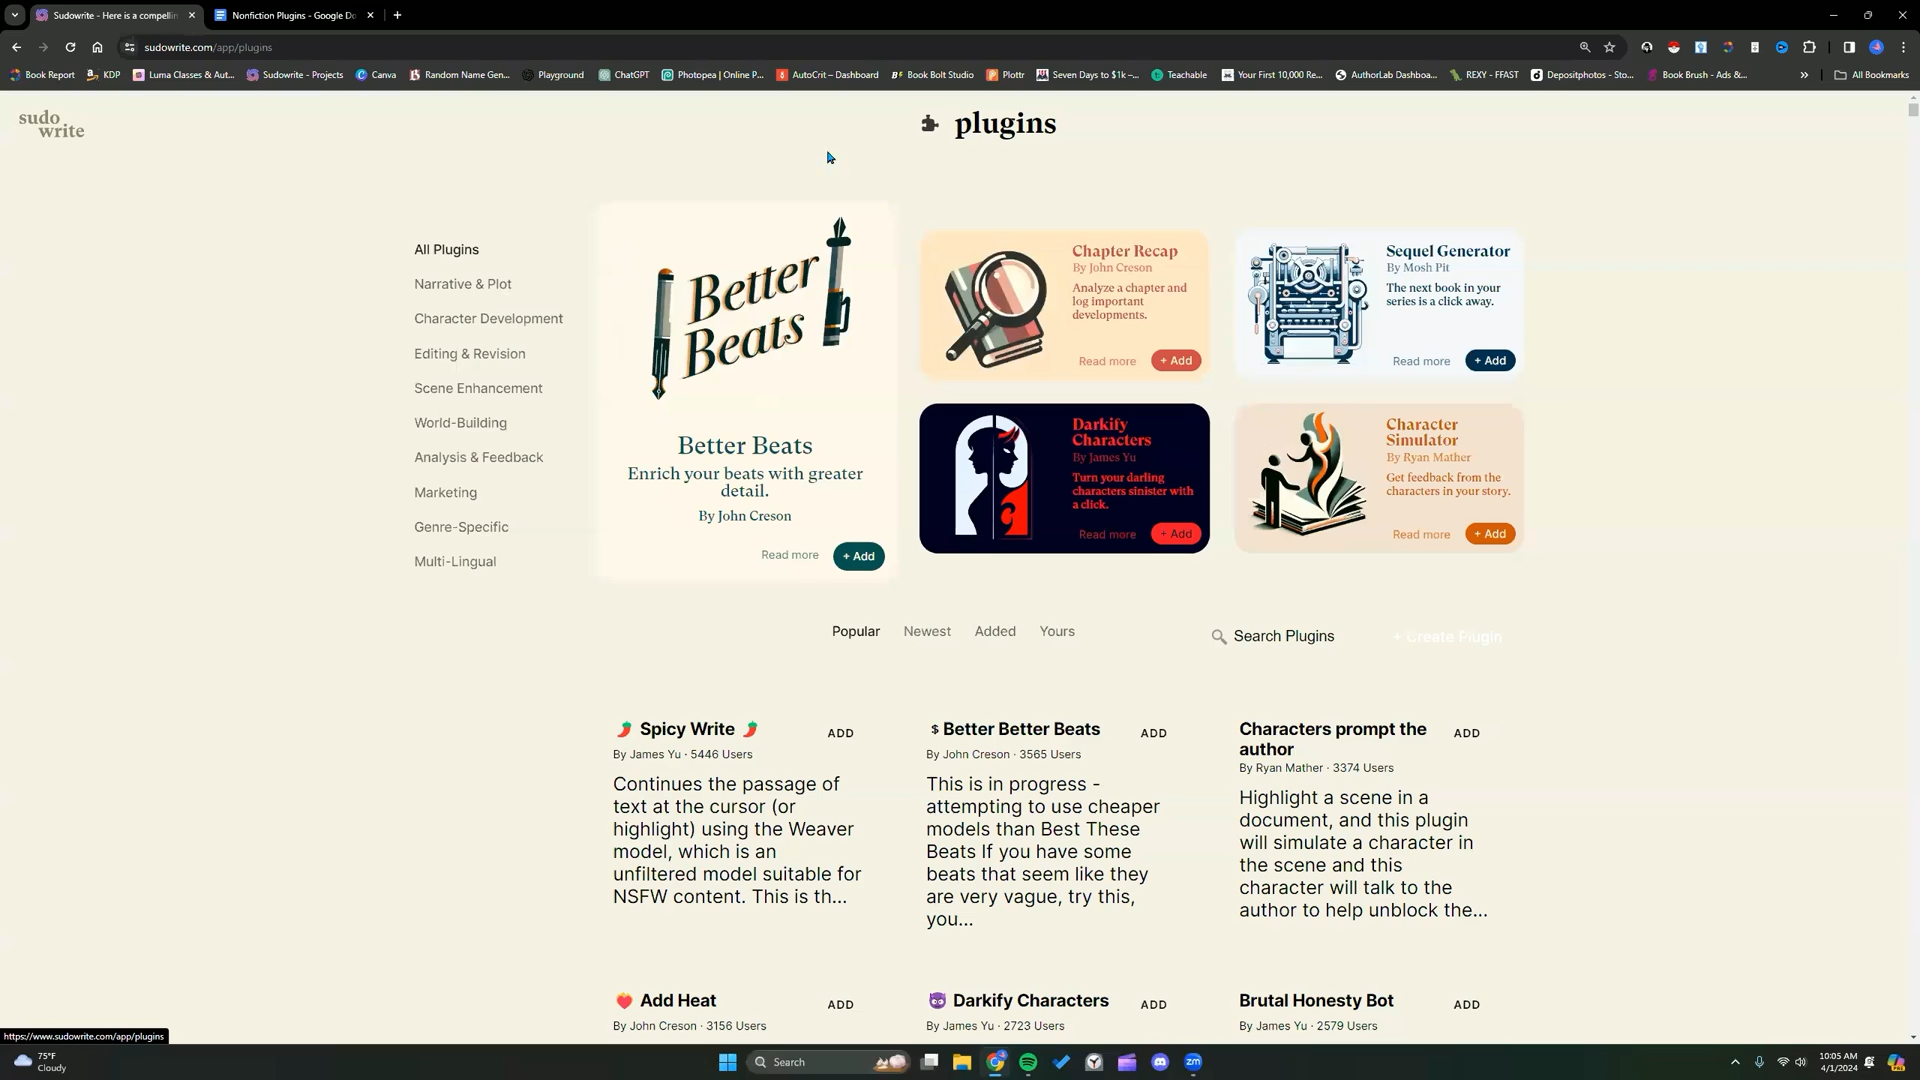 Sudowrite - Here is a compellin
Nonfiction Plugins - Google Do
sudowrite.com/app/plugins
Book Report
KDP
Luma Classes & Aut...
Sudowrite - Projects
Canva
Random Name Gen...
Playground
ChatGPT
Photopea | Online P...
AutoCrit – Dashboard
Book Bolt Studio
Plottr
Seven Days to $1k –...
Teachable
Your First 10,000 Re...
AuthorLab Dashboa...
REXY - FFAST
Depositphotos - Sto...
Book Brush - Ads &...
All Bookmarks
sudo
write
plugins
All Plugins
Narrative & Plot
Character Development
Editing & Revision
Scene Enhancement
World-Building
Analysis & Feedback
Marketing
Genre-Specific
Multi-Lingual
Better
Beats
Better Beats
Enrich your beats with greater
detail.
By John Creson
Read more
+ Add
Chapter Recap
By John Creson
Analyze a chapter and
log important
developments.
Read more
+ Add
Sequel Generator
By Mosh Pit
The next book in your
series is a click away.
Read more
+ Add
Darkify
Characters
By James Yu
Turn your darling
characters sinister with
a click.
Read more
+ Add
Character
Simulator
By Ryan Mather
Get feedback from the
characters in your story.
Read more
+ Add
Popular
Newest
Added
Yours
Search Plugins
+ Create Plugin
🌶️ Spicy Write 🌶️
ADD
By James Yu · 5446 Users
Continues the passage of
text at the cursor (or
highlight) using the Weaver
model, which is an
unfiltered model suitable for
NSFW content. This is th...
$ Better Better Beats
ADD
By John Creson · 3565 Users
This is in progress -
attempting to use cheaper
models than Best These
Beats If you have some
beats that seem like they
are very vague, try this,
you...
Characters prompt the
author
ADD
By Ryan Mather · 3374 Users
Highlight a scene in a
document, and this plugin
will simulate a character in
the scene and this
character will talk to the
author to help unblock the...
❤️‍🔥 Add Heat
ADD
By John Creson · 3156 Users
😈 Darkify Characters
ADD
By James Yu · 2723 Users
Brutal Honesty Bot
ADD
By James Yu · 2579 Users
https://www.sudowrite.com/app/plugins
75°F
Cloudy
Search
zm
10:05 AM
4/1/2024